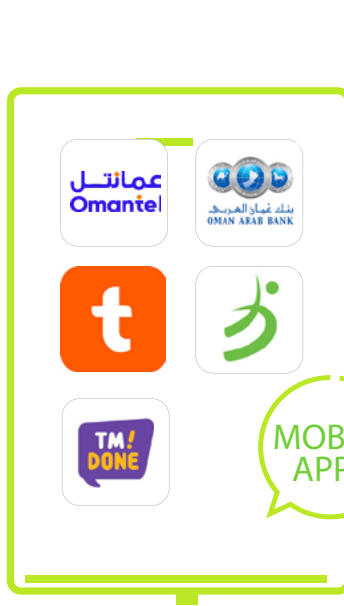 عمانتل
Omantel
بنك عُمان العربي
OMAN ARAB BANK
t
TM!
DONE
MOB
APP